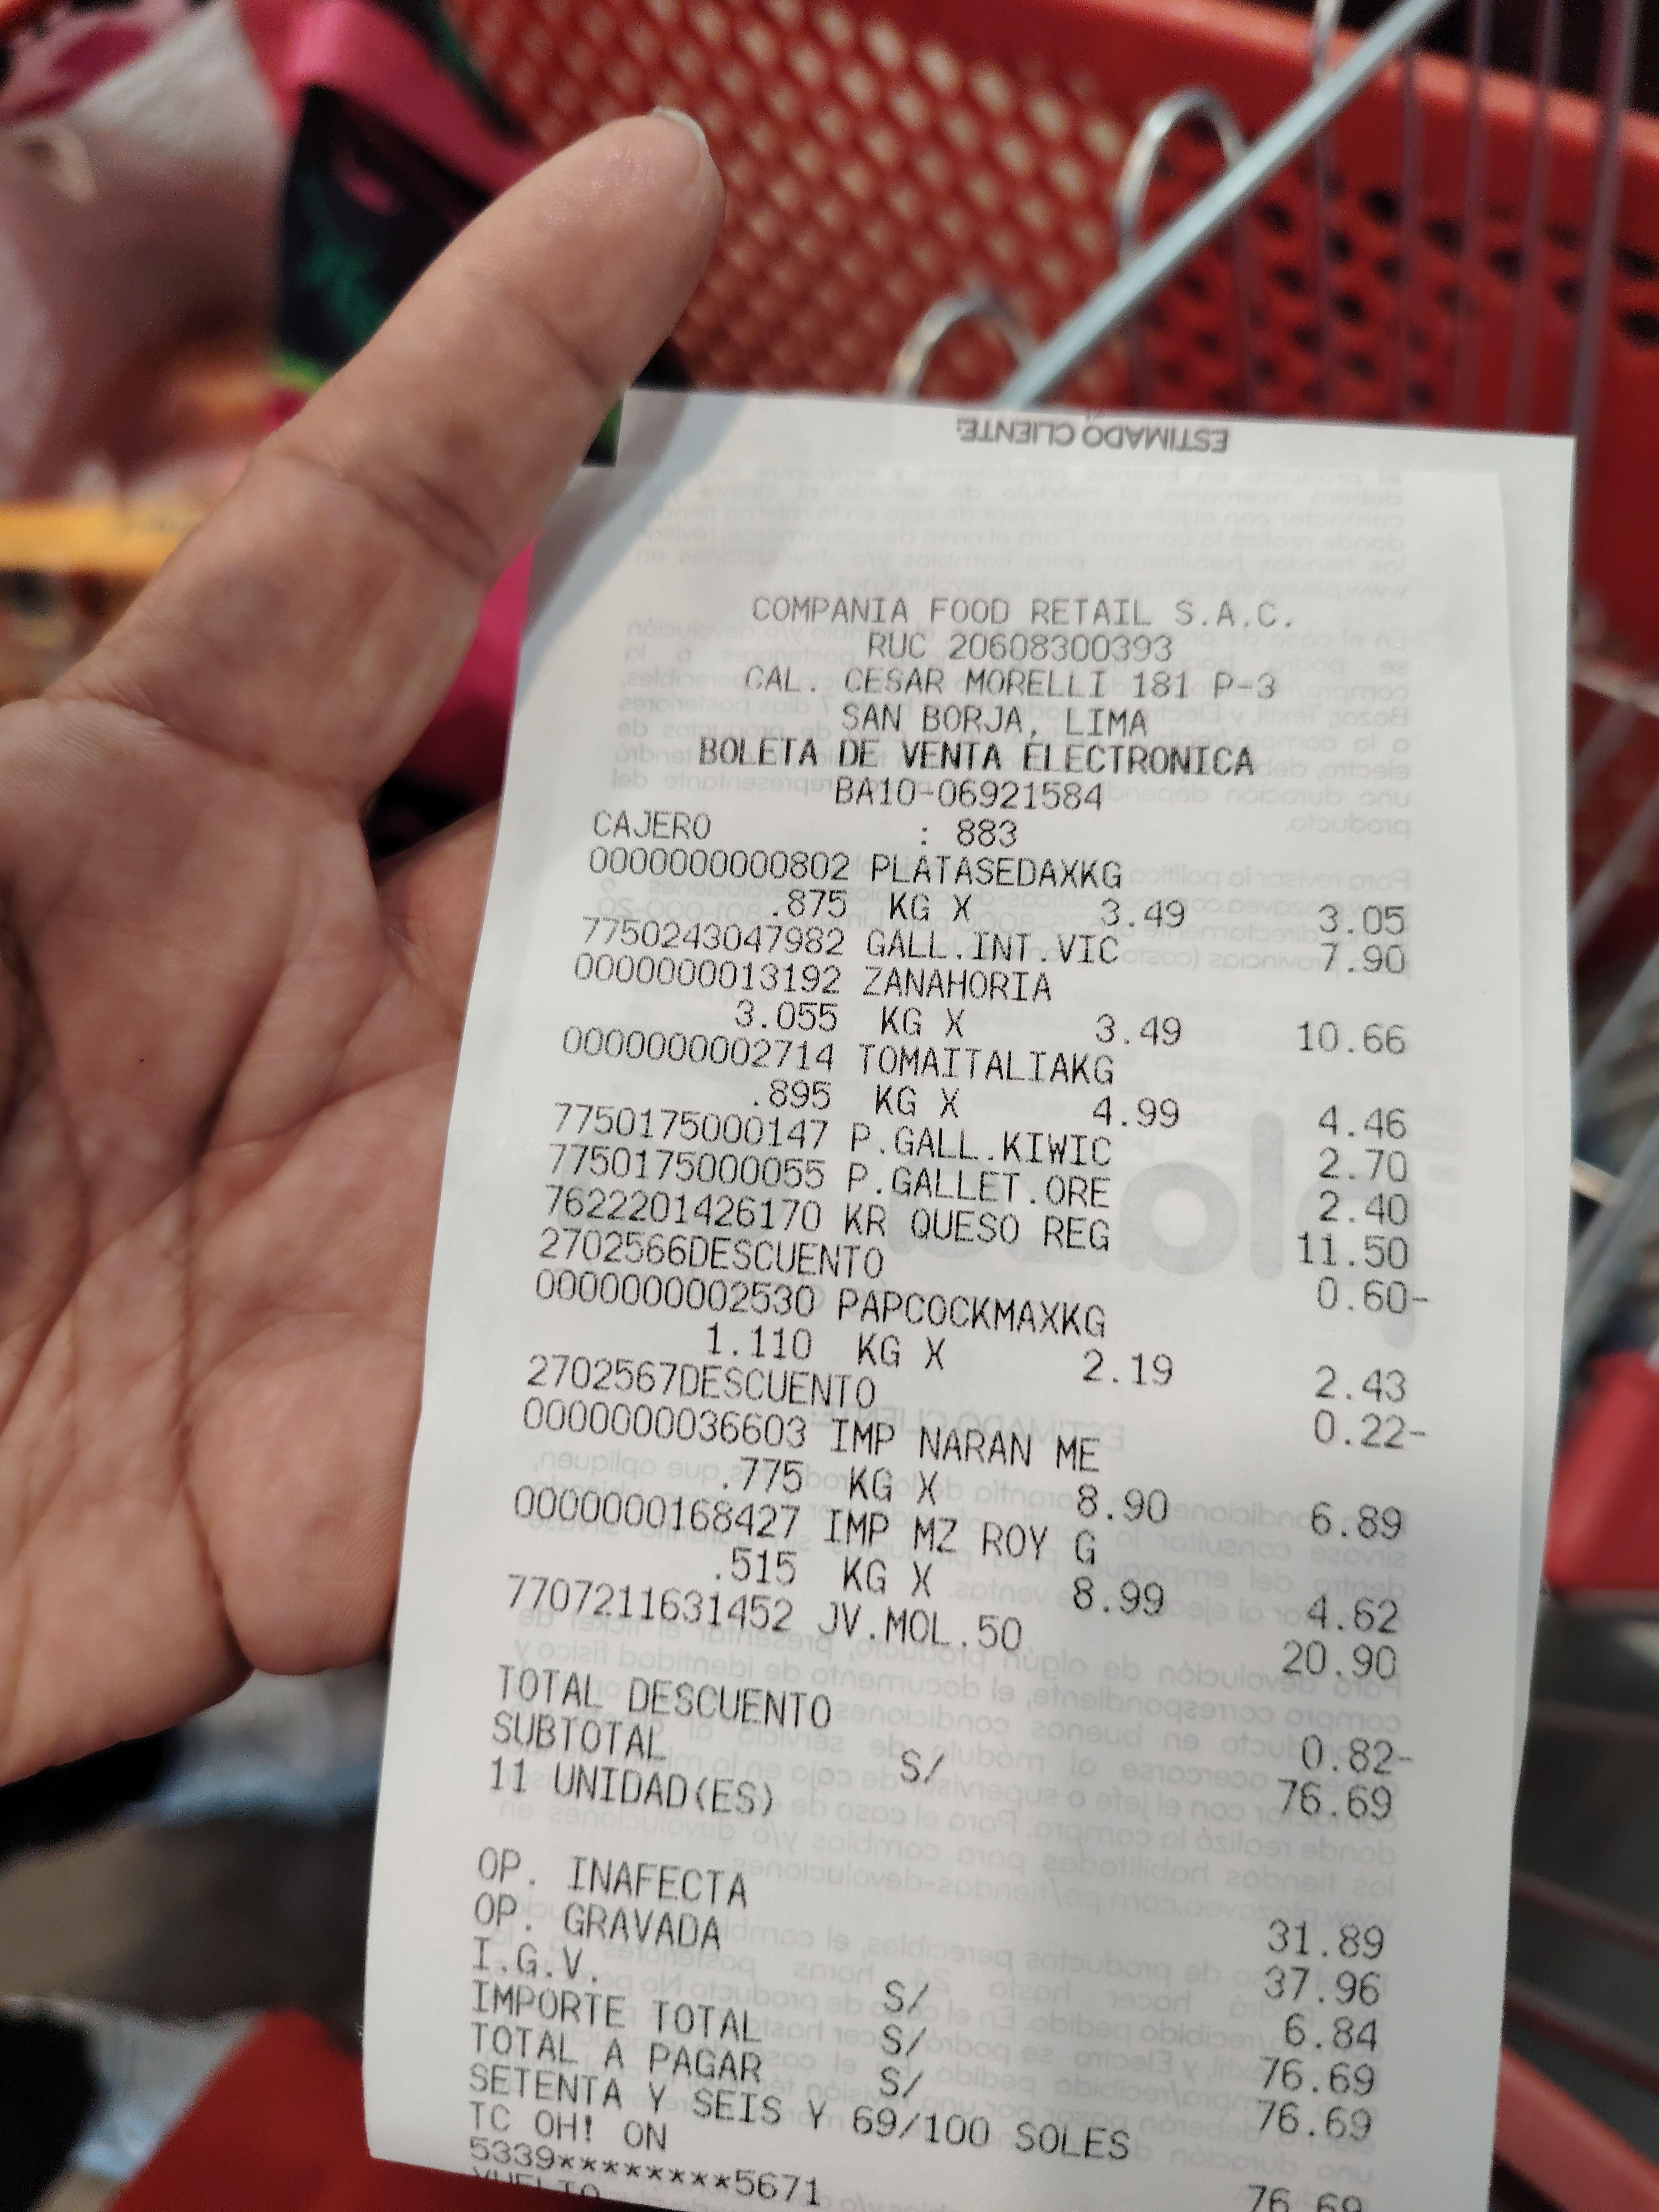 ESTIMADO CLIENTE:
COMPANIA FOOD RETAIL S.A.C.
RUC 20608300393
CAL. CESAR MORELLI 181 P-3
SAN BORJA, LIMA
BOLETA DE VENTA ELECTRONICA
BA10-06921584
CAJERO : 883
0000000000802 PLATASEDAXKG
.875 KG X 3.49 3.05
7750243047982 GALL.INT.VIC 7.90
0000000013192 ZANAHORIA
3.055 KG X 3.49 10.66
0000000002714 TOMAITALIAKG
.895 KG X 4.99 4.46
7750175000147 P.GALL.KIWIC 2.70
7750175000055 P.GALLET.ORE 2.40
7622201426170 KR QUESO REG 11.50
2702566DESCUENTO 0.60-
0000000002530 PAPCOCKMAXKG
1.110 KG X 2.19 2.43
2702567DESCUENTO 0.22-
0000000036603 IMP NARAN ME
.775 KG X 8.90 6.89
0000000168427 IMP MZ ROY G
.515 KG X 8.99 4.62
7707211631452 JV.MOL.50 20.90
TOTAL DESCUENTO 0.82-
SUBTOTAL S/ 76.69
11 UNIDAD(ES)
OP. INAFECTA 31.89
OP. GRAVADA S/ 37.96
I.G.V. S/ 6.84
IMPORTE TOTAL S/ 76.69
TOTAL A PAGAR 76.69
SETENTA Y SEIS Y 69/100 SOLES
TC OH! ON 76.69
5339********5671
VUELTO